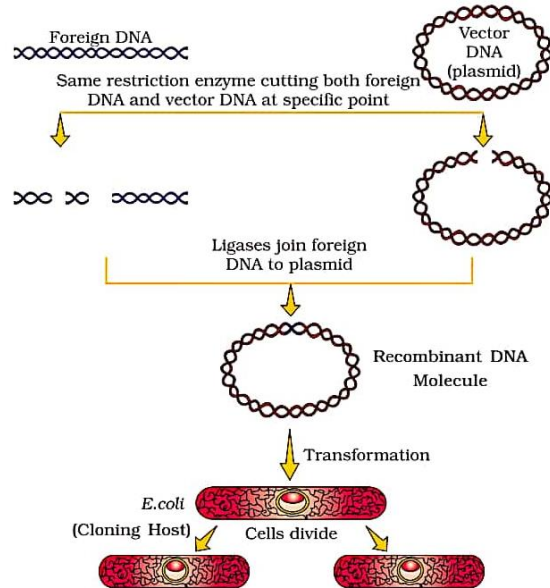 Foreign DNA
Vector
DNA
(plasmid)
Same restriction enzyme cutting both foreign
DNA and vector DNA at specific point
Ligases join foreign
DNA to plasmid
Recombinant DNA
Molecule
Transformation
E.coli
(Cloning Host)
Cells divide